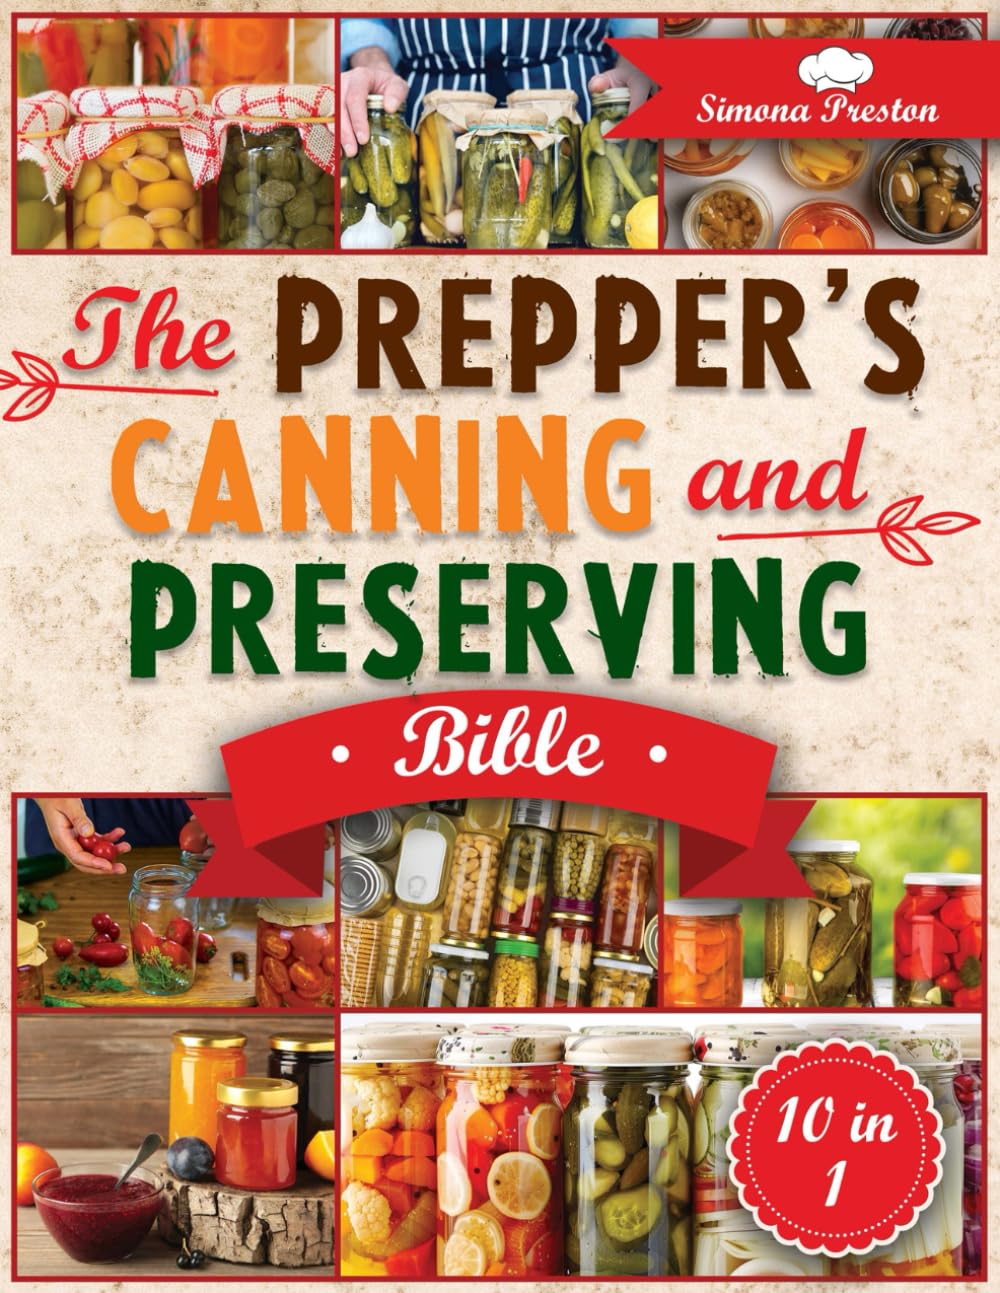 Simona Preston
The PREPPER'S
CANNING and
PRESERVING
Bible
10 in
1